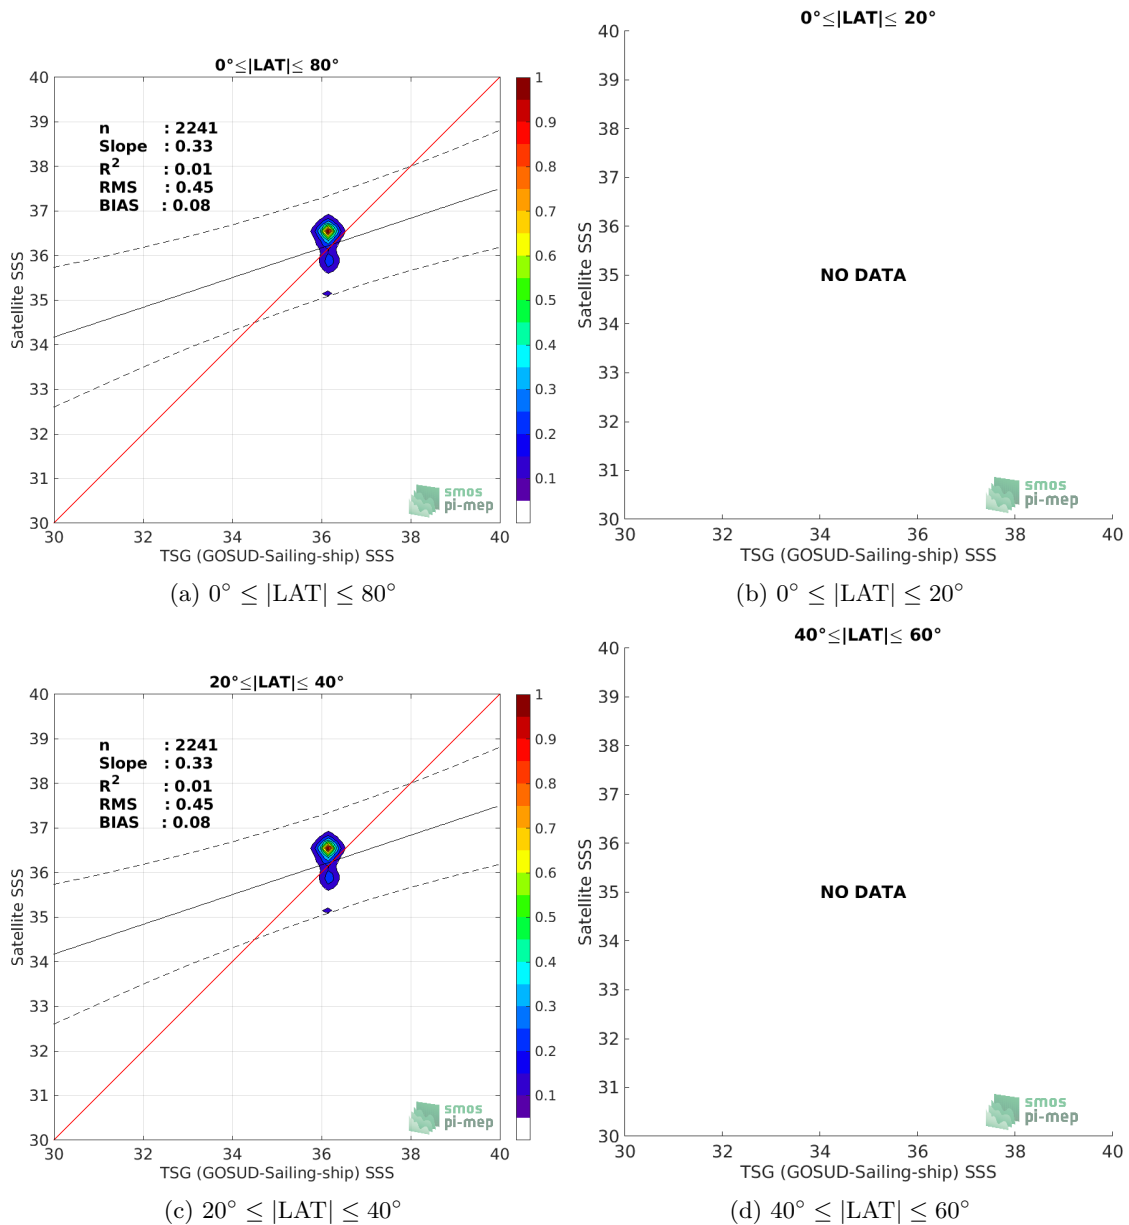 0°≤|LAT|≤ 80°
40
39
38
37
36
35
34
33
32
31
30
Satellite SSS
n : 2241
Slope : 0.33
R2 : 0.01
RMS : 0.45
BIAS : 0.08
smos
pi-mep
30 32 34 36 38 40
TSG (GOSUD-Sailing-ship) SSS
1
0.9
0.8
0.7
0.6
0.5
0.4
0.3
0.2
0.1
(a) 0° ≤ |LAT| ≤ 80°
0°≤|LAT|≤ 20°
40
39
38
37
36
35
34
33
32
31
30
Satellite SSS
NO DATA
smos
pi-mep
30 32 34 36 38 40
TSG (GOSUD-Sailing-ship) SSS
(b) 0° ≤ |LAT| ≤ 20°
20°≤|LAT|≤ 40°
40
39
38
37
36
35
34
33
32
31
30
Satellite SSS
n : 2241
Slope : 0.33
R2 : 0.01
RMS : 0.45
BIAS : 0.08
smos
pi-mep
30 32 34 36 38 40
TSG (GOSUD-Sailing-ship) SSS
1
0.9
0.8
0.7
0.6
0.5
0.4
0.3
0.2
0.1
(c) 20° ≤ |LAT| ≤ 40°
40°≤|LAT|≤ 60°
40
39
38
37
36
35
34
33
32
31
30
Satellite SSS
NO DATA
smos
pi-mep
30 32 34 36 38 40
TSG (GOSUD-Sailing-ship) SSS
(d) 40° ≤ |LAT| ≤ 60°